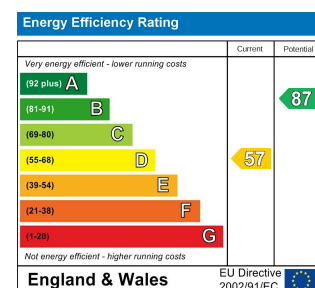 Energy Efficiency Rating
Current Potential
Very energy efficient - lower running costs
(92 plus) A
(81-91) B
87
(69-80) C
(55-68) D
57
(39-54) E
(21-38) F
(1-20) G
Not energy efficient - higher running costs
England & Wales
EU Directive
2002/91/EC